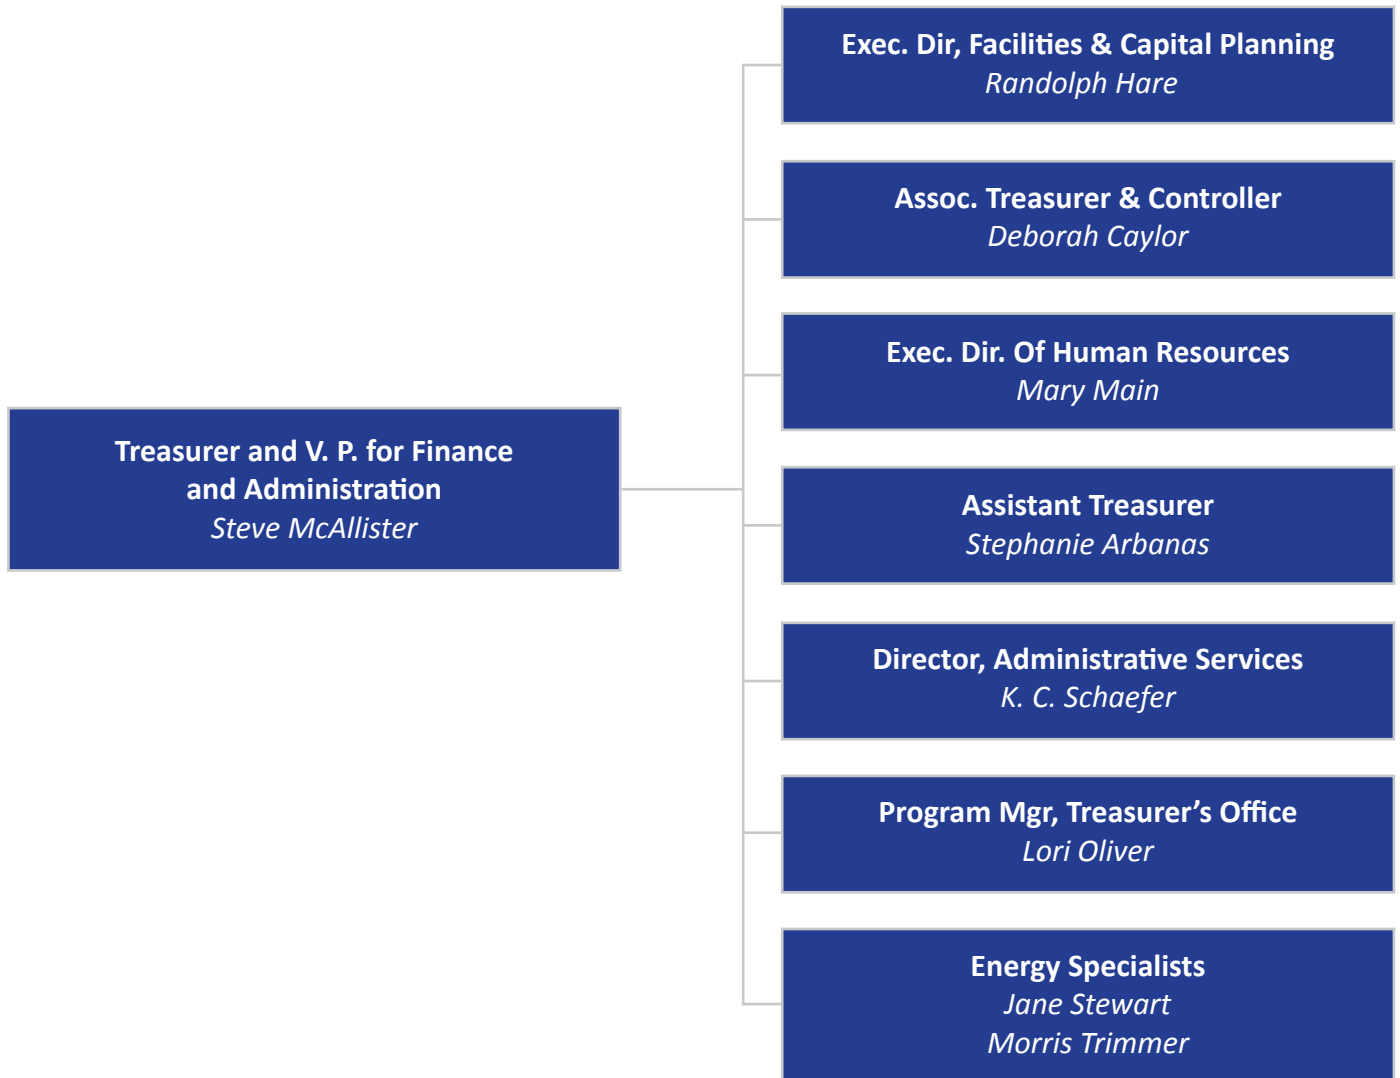 Exec. Dir, Facilities & Capital Planning
Randolph Hare
Assoc. Treasurer & Controller
Deborah Caylor
Exec. Dir. Of Human Resources
Mary Main
Treasurer and V. P. for Finance
and Administration
Steve McAllister
Assistant Treasurer
Stephanie Arbanas
Director, Administrative Services
K. C. Schaefer
Program Mgr, Treasurer’s Office
Lori Oliver
Energy Specialists
Jane Stewart
Morris Trimmer